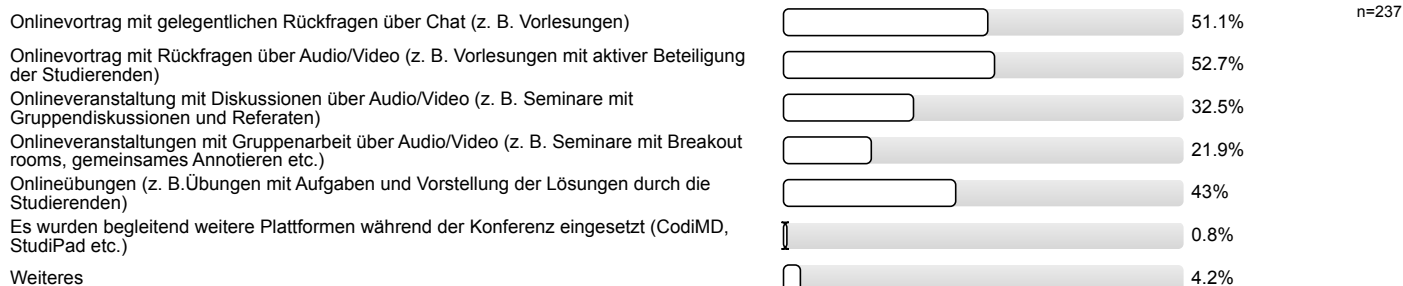 Onlinevortrag mit gelegentlichen Rückfragen über Chat (z. B. Vorlesungen) 51.1% n=237
Onlinevortrag mit Rückfragen über Audio/Video (z. B. Vorlesungen mit aktiver Beteiligung
der Studierenden) 52.7%
Onlineveranstaltung mit Diskussionen über Audio/Video (z. B. Seminare mit
Gruppendiskussionen und Referaten) 32.5%
Onlineveranstaltungen mit Gruppenarbeit über Audio/Video (z. B. Seminare mit Breakout
rooms, gemeinsames Annotieren etc.) 21.9%
Onlineübungen (z. B.Übungen mit Aufgaben und Vorstellung der Lösungen durch die
Studierenden) 43%
Es wurden begleitend weitere Plattformen während der Konferenz eingesetzt (CodiMD,
StudiPad etc.) 0.8%
Weiteres 4.2%